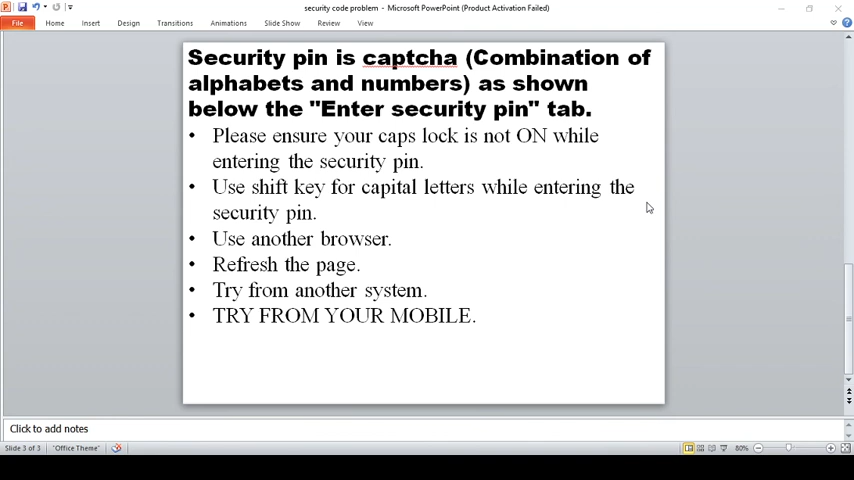 security code problem - Microsoft PowerPoint (Product Activation Failed)
File Home Insert Design Transitions Animations Slide Show Review View
Security pin is captcha (Combination of
alphabets and numbers) as shown
below the "Enter security pin" tab.
• Please ensure your caps lock is not ON while
entering the security pin.
• Use shift key for capital letters while entering the
security pin.
• Use another browser.
• Refresh the page.
• Try from another system.
• TRY FROM YOUR MOBILE.
Click to add notes
Slide 3 of 3 "Office Theme" 80%